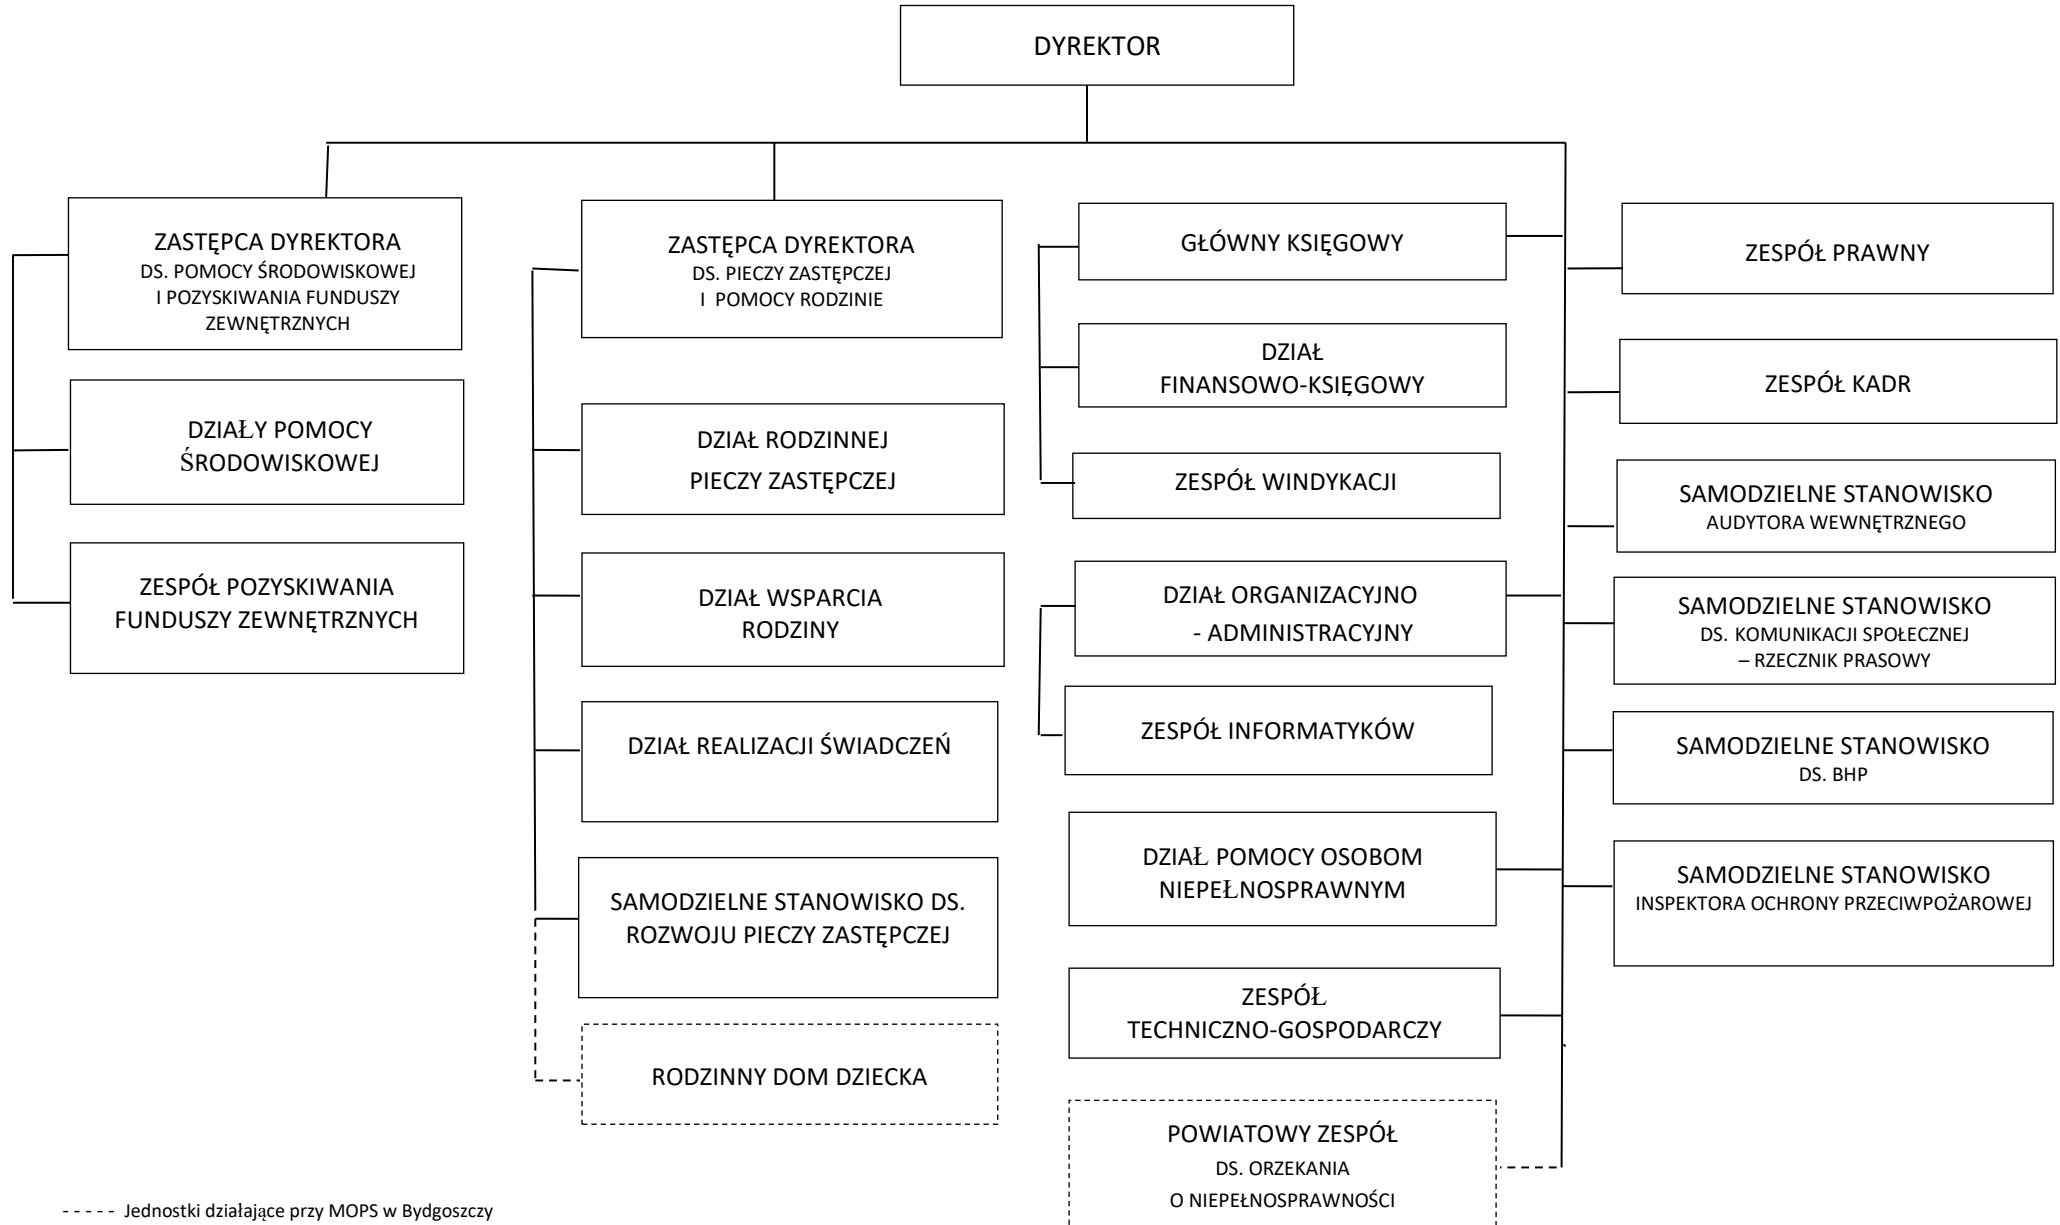 DYREKTOR
ZASTĘPCA DYREKTORA
DS. POMOCY ŚRODOWISKOWEJ
I POZYSKIWANIA FUNDUSZY
ZEWNĘTRZNYCH
DZIAŁY POMOCY
ŚRODOWISKOWEJ
ZESPÓŁ POZYSKIWANIA
FUNDUSZY ZEWNĘTRZNYCH
ZASTĘPCA DYREKTORA
DS. PIECZY ZASTĘPCZEJ
I POMOCY RODZINIE
DZIAŁ RODZINNEJ
PIECZY ZASTĘPCZEJ
DZIAŁ WSPARCIA
RODZINY
DZIAŁ REALIZACJI ŚWIADCZEŃ
SAMODZIELNE STANOWISKO DS.
ROZWOJU PIECZY ZASTĘPCZEJ
RODZINNY DOM DZIECKA
GŁÓWNY KSIĘGOWY
DZIAŁ
FINANSOWO-KSIĘGOWY
ZESPÓŁ WINDYKACJI
DZIAŁ ORGANIZACYJNO
- ADMINISTRACYJNY
ZESPÓŁ INFORMATYKÓW
DZIAŁ POMOCY OSOBOM
NIEPEŁNOSPRAWNYM
ZESPÓŁ
TECHNICZNO-GOSPODARCZY
POWIATOWY ZESPÓŁ
DS. ORZEKANIA
O NIEPEŁNOSPRAWNOŚCI
ZESPÓŁ PRAWNY
ZESPÓŁ KADR
SAMODZIELNE STANOWISKO
AUDYTORA WEWNĘTRZNEGO
SAMODZIELNE STANOWISKO
DS. KOMUNIKACJI SPOŁECZNEJ
– RZECZNIK PRASOWY
SAMODZIELNE STANOWISKO
DS. BHP
SAMODZIELNE STANOWISKO
INSPEKTORA OCHRONY PRZECIWPOŻAROWEJ
- - - - - Jednostki działające przy MOPS w Bydgoszczy